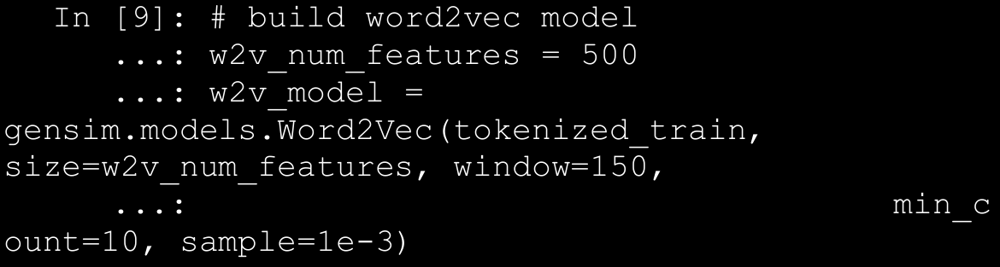 In [9]: # build word2vec model
...: w2v_num_features = 500
...: w2v_model =
gensim.models.Word2Vec(tokenized_train,
size=w2v_num_features, window=150,
...: min_c
ount=10, sample=1e-3)